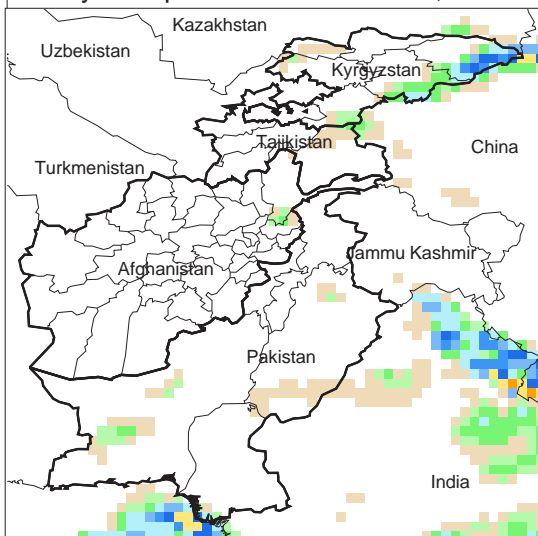 Kazakhstan
Uzbekistan
Kyrgyzstan
Tajikistan
China
Turkmenistan
Jammu Kashmir
Afghanistan
Pakistan
India